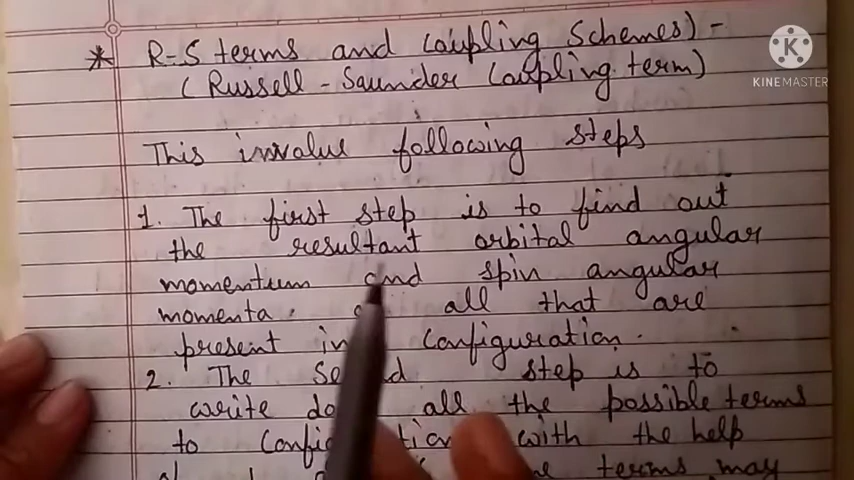 * R-S terms and Coupling Schemes) -
(Russell - Saunder Coupling term)
This invalue following steps
1. The first step is to find out
the resultant orbital angular
momentum and spin angular
momenta. all that are
present in configuration.
2. The step is to
write all the possible terms
to with the help
terms may
K
KINEMASTER